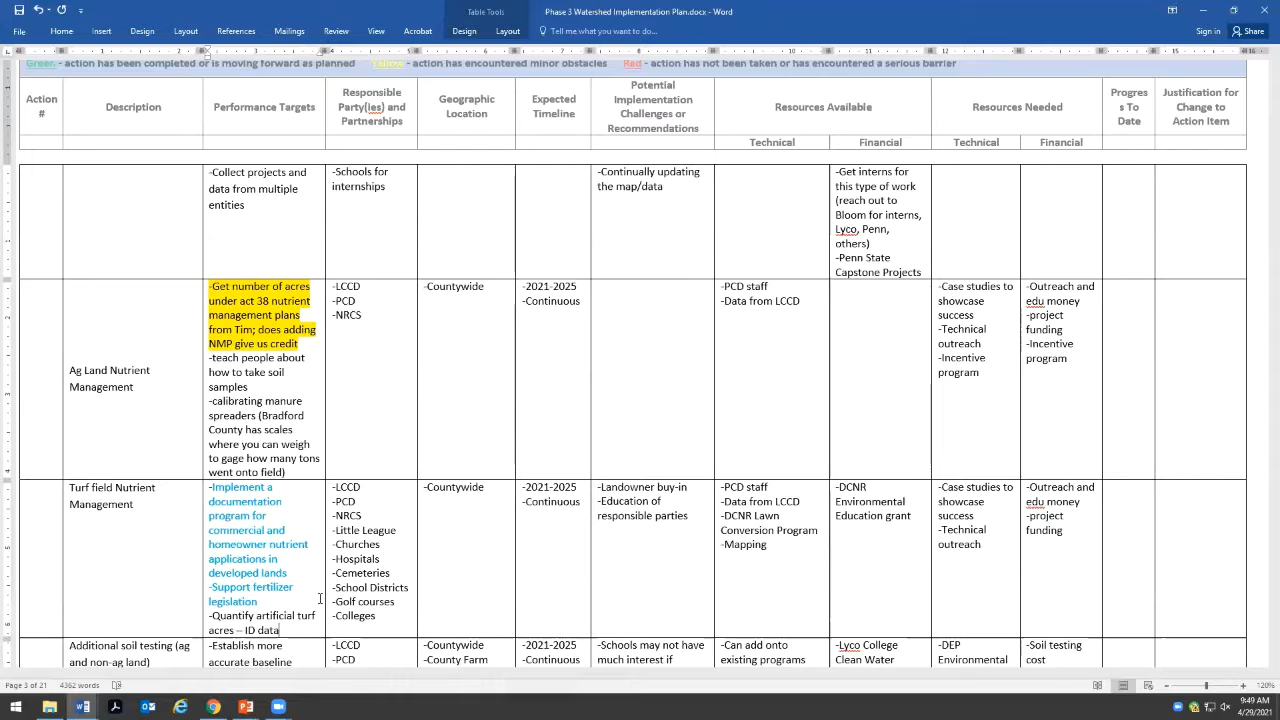 Table Tools
Phase 3 Watershed Implementation Plan.docx - Word
File Home Insert Design Layout References Mailings Review View Acrobat Design Layout Tell me what you want to do... Sign in Share
Green - action has been completed or is moving forward as planned Yellow - action has encountered minor obstacles Red - action has not been taken or has encountered a serious barrier
Action
#
Description
Performance Targets
Responsible
Party(ies) and
Partnerships
Geographic
Location
Expected
Timeline
Potential
Implementation
Challenges or
Recommendations
Resources Available
Resources Needed
Progres
s To
Date
Justification for
Change to
Action Item
Technical
Financial
Technical
Financial
-Collect projects and
data from multiple
entities
-Schools for
internships
-Continually updating
the map/data
-Get interns for
this type of work
(reach out to
Bloom for interns,
Lyco, Penn,
others)
-Penn State
Capstone Projects
Ag Land Nutrient
Management
-Get number of acres
under act 38 nutrient
management plans
from Tim; does adding
NMP give us credit
-teach people about
how to take soil
samples
-calibrating manure
spreaders (Bradford
County has scales
where you can weigh
to gage how many tons
went onto field)
-LCCD
-PCD
-NRCS
-Countywide
-2021-2025
-Continuous
-PCD staff
-Data from LCCD
-Case studies to
showcase
success
-Technical
outreach
-Incentive
program
-Outreach and
edu money
-project
funding
-Incentive
program
Turf field Nutrient
Management
-Implement a
documentation
program for
commercial and
homeowner nutrient
applications in
developed lands
-Support fertilizer
legislation
-Quantify artificial turf
acres – ID data
-LCCD
-PCD
-NRCS
-Little League
-Churches
-Hospitals
-Cemeteries
-School Districts
-Golf courses
-Colleges
-Countywide
-2021-2025
-Continuous
-Landowner buy-in
-Education of
responsible parties
-PCD staff
-Data from LCCD
-DCNR Lawn
Conversion Program
-Mapping
-DCNR
Environmental
Education grant
-Case studies to
showcase
success
-Technical
outreach
-Outreach and
edu money
-project
funding
Additional soil testing (ag
and non-ag land)
-Establish more
accurate baseline
-LCCD
-PCD
-Countywide
-County Farm
-2021-2025
-Continuous
-Schools may not have
much interest if
-Can add onto
existing programs
-Lyco College
Clean Water
-DEP
Environmental
-Soil testing
cost
Page 3 of 21 4362 words
120%
9:49 AM
4/29/2021